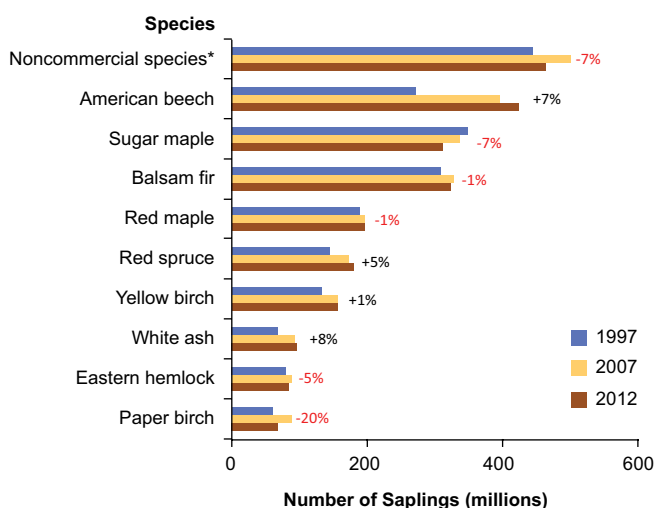 Species
Noncommercial species*
-7%
American beech
+7%
Sugar maple
-7%
Balsam fir
-1%
Red maple
-1%
Red spruce
+5%
Yellow birch
+1%
White ash
+8%
Eastern hemlock
-5%
Paper birch
-20%
1997
2007
2012
0 200 400 600
Number of Saplings (millions)